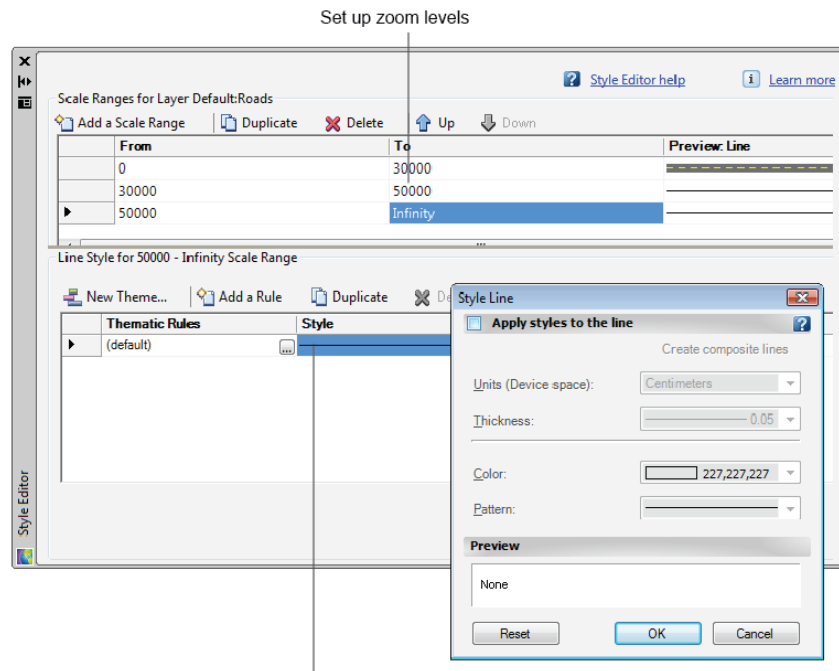 Set up zoom levels
Style Editor help
Learn more
Scale Ranges for Layer Default:Roads
Add a Scale Range Duplicate Delete Up Down
From To Preview: Line
0 30000
30000 50000
50000 Infinity
Line Style for 50000 - Infinity Scale Range
New Theme... Add a Rule Duplicate
Thematic Rules Style
(default) ...
Style Editor
Style Line
Apply styles to the line
Create composite lines
Units (Device space): Centimeters
Thickness: 0.05
Color: 227,227,227
Pattern:
Preview
None
Reset OK Cancel